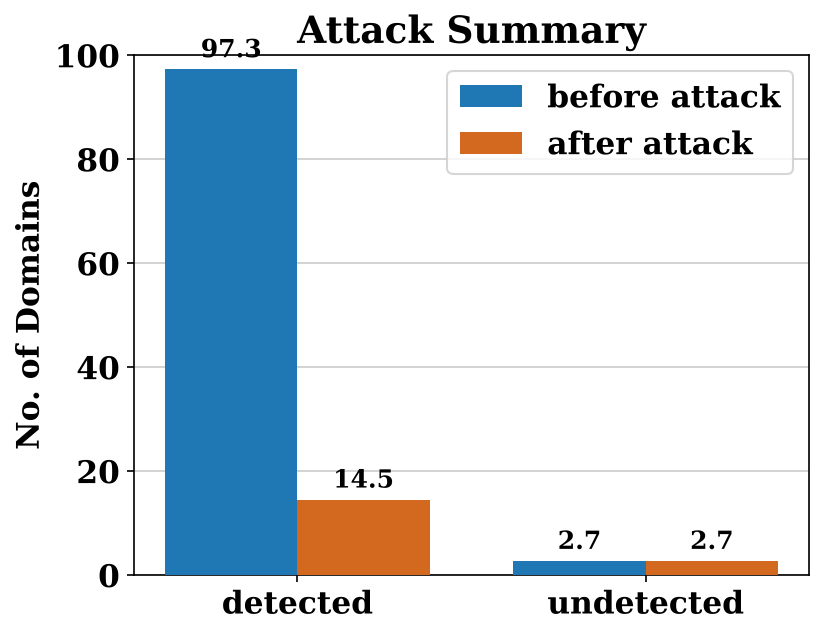 Attack Summary
No. of Domains
100
80
60
40
20
0
97.3
14.5
2.7
2.7
before attack
after attack
detected
undetected